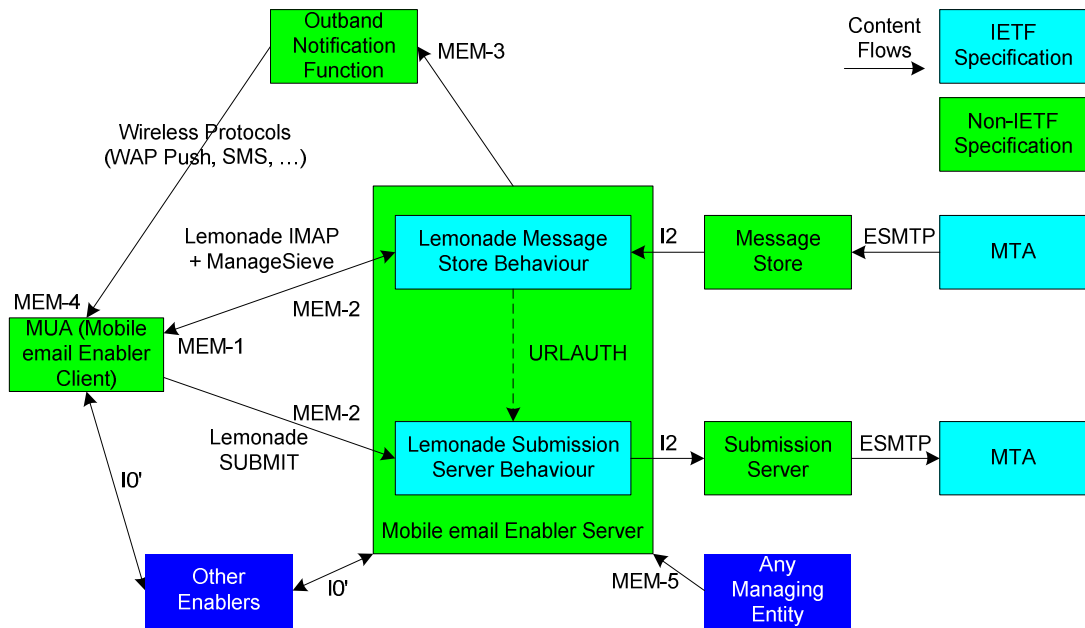 Outband
Notification
Function
MEM-3
Content
Flows
IETF
Specification
Non-IETF
Specification
Wireless Protocols
(WAP Push, SMS, …)
Lemonade IMAP
+ ManageSieve
MEM-4
MUA (Mobile
email Enabler
Client)
MEM-1
MEM-2
Lemonade Message
Store Behaviour
I2
Message
Store
ESMTP
MTA
URLAUTH
MEM-2
Lemonade
SUBMIT
Lemonade Submission
Server Behaviour
I2
Submission
Server
ESMTP
MTA
Mobile email Enabler Server
I0'
Other
Enablers
I0'
MEM-5
Any
Managing
Entity